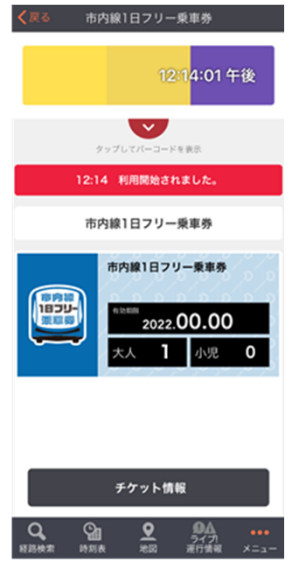 戻る 市内線1日フリー乗車券
12:14:01 午後
タップしてバーコードを表示
12:14 利用開始されました。
市内線1日フリー乗車券
市内線1日フリー乗車券
市内線
1日フリー
乗車券
有効期限
2022.00.00
大人 1 小児 0
チケット情報
経路検索 時刻表 地図 ライブ!運行情報 メニュー